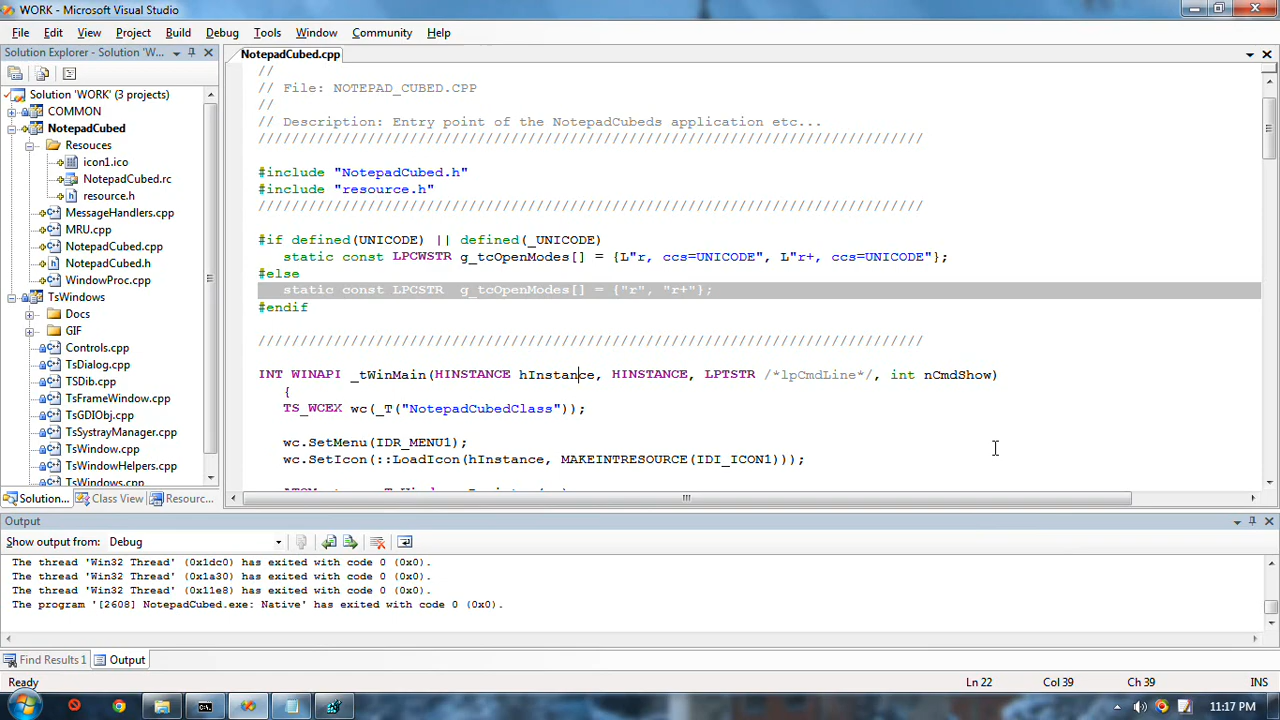 WORK - Microsoft Visual Studio
File Edit View Project Build Debug Tools Window Community Help
Solution Explorer - Solution 'W...
NotepadCubed.cpp
Solution 'WORK' (3 projects)
COMMON
NotepadCubed
Resouces
icon1.ico
NotepadCubed.rc
resource.h
MessageHandlers.cpp
MRU.cpp
NotepadCubed.cpp
NotepadCubed.h
WindowProc.cpp
TsWindows
Docs
GIF
Controls.cpp
TsDialog.cpp
TSDib.cpp
TsFrameWindow.cpp
TsGDIObj.cpp
TsSystrayManager.cpp
TsWindow.cpp
TsWindowHelpers.cpp
TsWindows.cpp
Solution... Class View Resourc...
//
// File: NOTEPAD_CUBED.CPP
//
// Description: Entry point of the NotepadCubeds application etc...
///////////////////////////////////////////////////////////////////////////////
#include "NotepadCubed.h"
#include "resource.h"
///////////////////////////////////////////////////////////////////////////////
#if defined(UNICODE) || defined(_UNICODE)
static const LPCWSTR g_tcOpenModes[] = {L"r, ccs=UNICODE", L"r+, ccs=UNICODE"};
#else
static const LPCSTR g_tcOpenModes[] = {"r", "r+"};
#endif
///////////////////////////////////////////////////////////////////////////////
INT WINAPI _tWinMain(HINSTANCE hInstance, HINSTANCE, LPTSTR /*lpCmdLine*/, int nCmdShow)
{
TS_WCEX wc(_T("NotepadCubedClass"));
wc.SetMenu(IDR_MENU1);
wc.SetIcon(::LoadIcon(hInstance, MAKEINTRESOURCE(IDI_ICON1)));
Output
Show output from: Debug
The thread 'Win32 Thread' (0x1dc0) has exited with code 0 (0x0).
The thread 'Win32 Thread' (0x1a30) has exited with code 0 (0x0).
The thread 'Win32 Thread' (0x11e8) has exited with code 0 (0x0).
The program '[2608] NotepadCubed.exe: Native' has exited with code 0 (0x0).
Find Results 1 Output
Ready Ln 22 Col 39 Ch 39 INS
11:17 PM